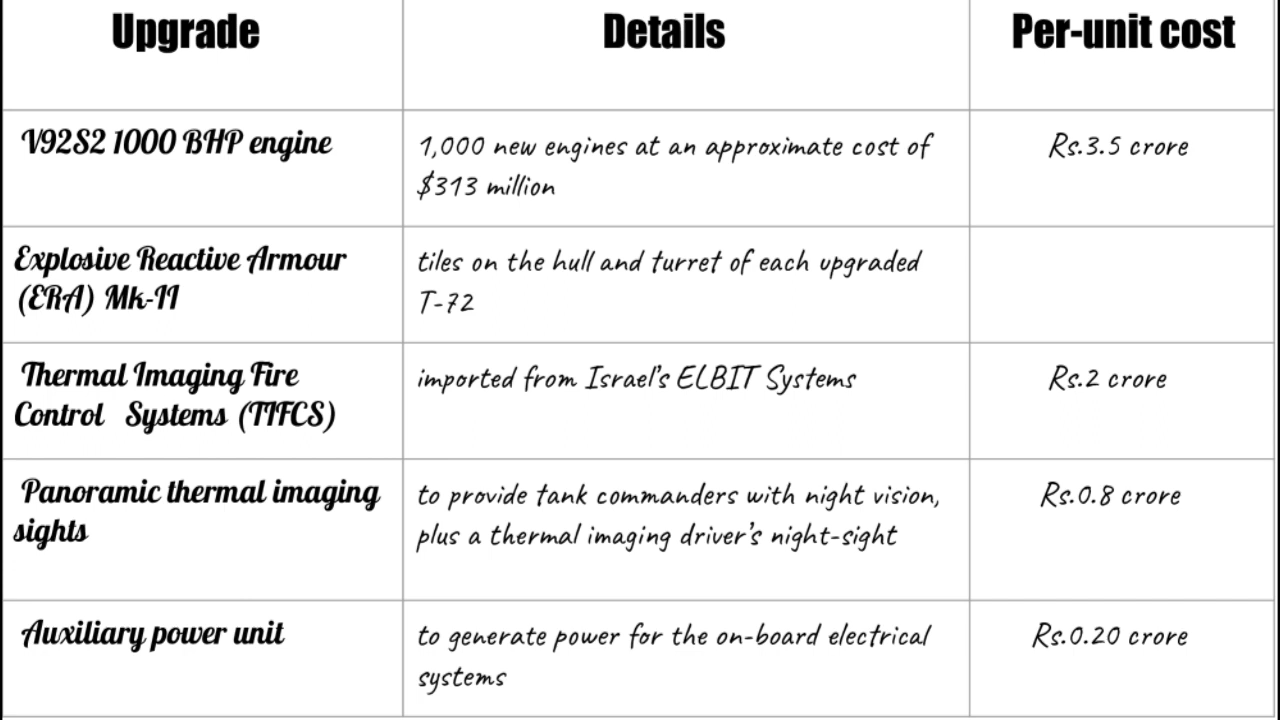 Upgrade Details Per-unit cost
V92S2 1000 BHP engine
1,000 new engines at an approximate cost of
$313 million
Rs.3.5 crore
Explosive Reactive Armour
(ERA) Mk-II
tiles on the hull and turret of each upgraded
T-72
Thermal Imaging Fire
Control Systems (TIFCS)
imported from Israel's ELBIT Systems
Rs.2 crore
Panoramic thermal imaging
sights
to provide tank commanders with night vision,
plus a thermal imaging driver's night-sight
Rs.0.8 crore
Auxiliary power unit
to generate power for the on-board electrical
systems
Rs.0.20 crore